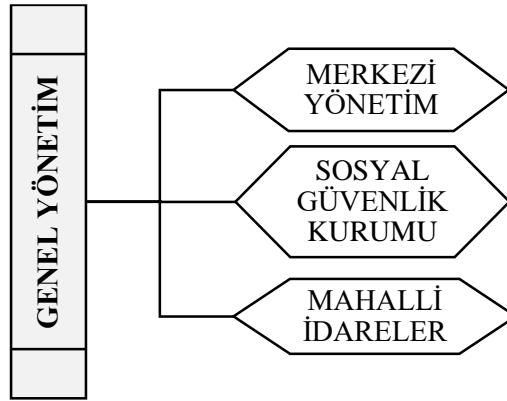 GENEL YÖNETİM
MERKEZİ
YÖNETİM
SOSYAL
GÜVENLİK
KURUMU
MAHALLİ
İDARELER